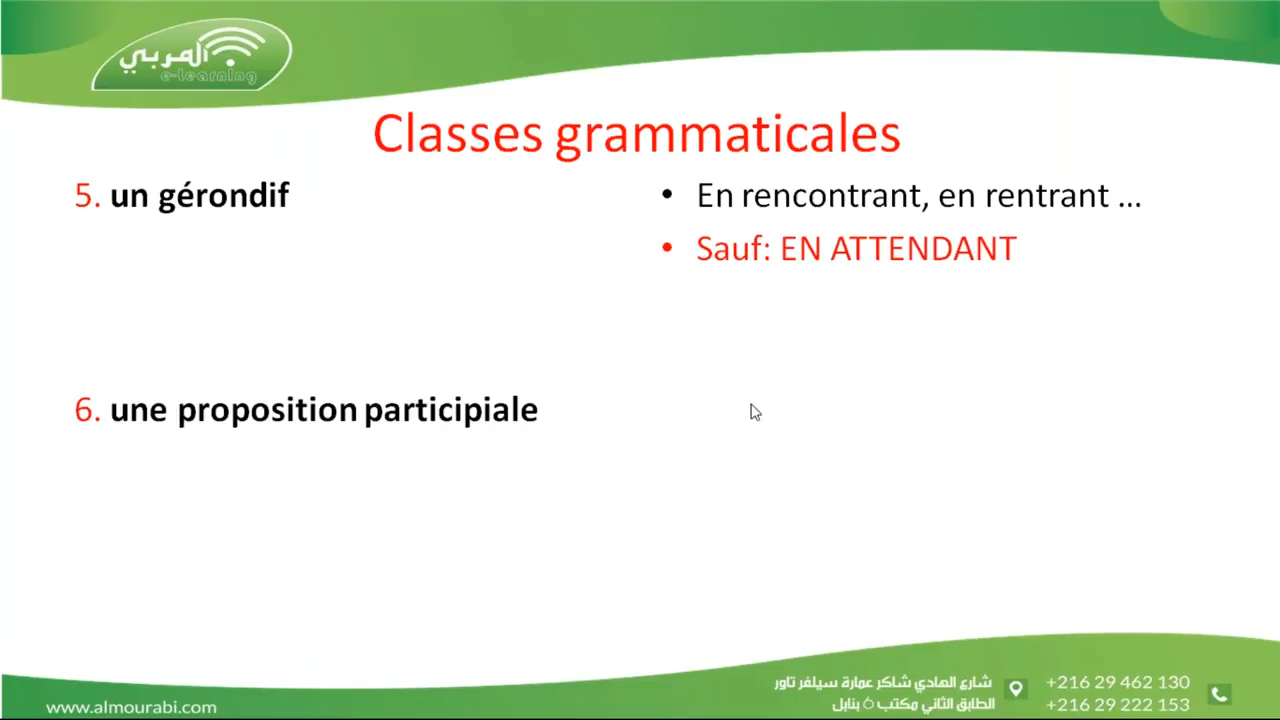 المربي
e-learning
Classes grammaticales
5. un gérondif
• En rencontrant, en rentrant ...
• Sauf: EN ATTENDANT
6. une proposition participiale
www.almourabi.com
شارع الهادي شاكر عمارة سيلفر تاور
الطابق الثاني مكتب 6 بنابل
+216 29 462 130
+216 29 222 153